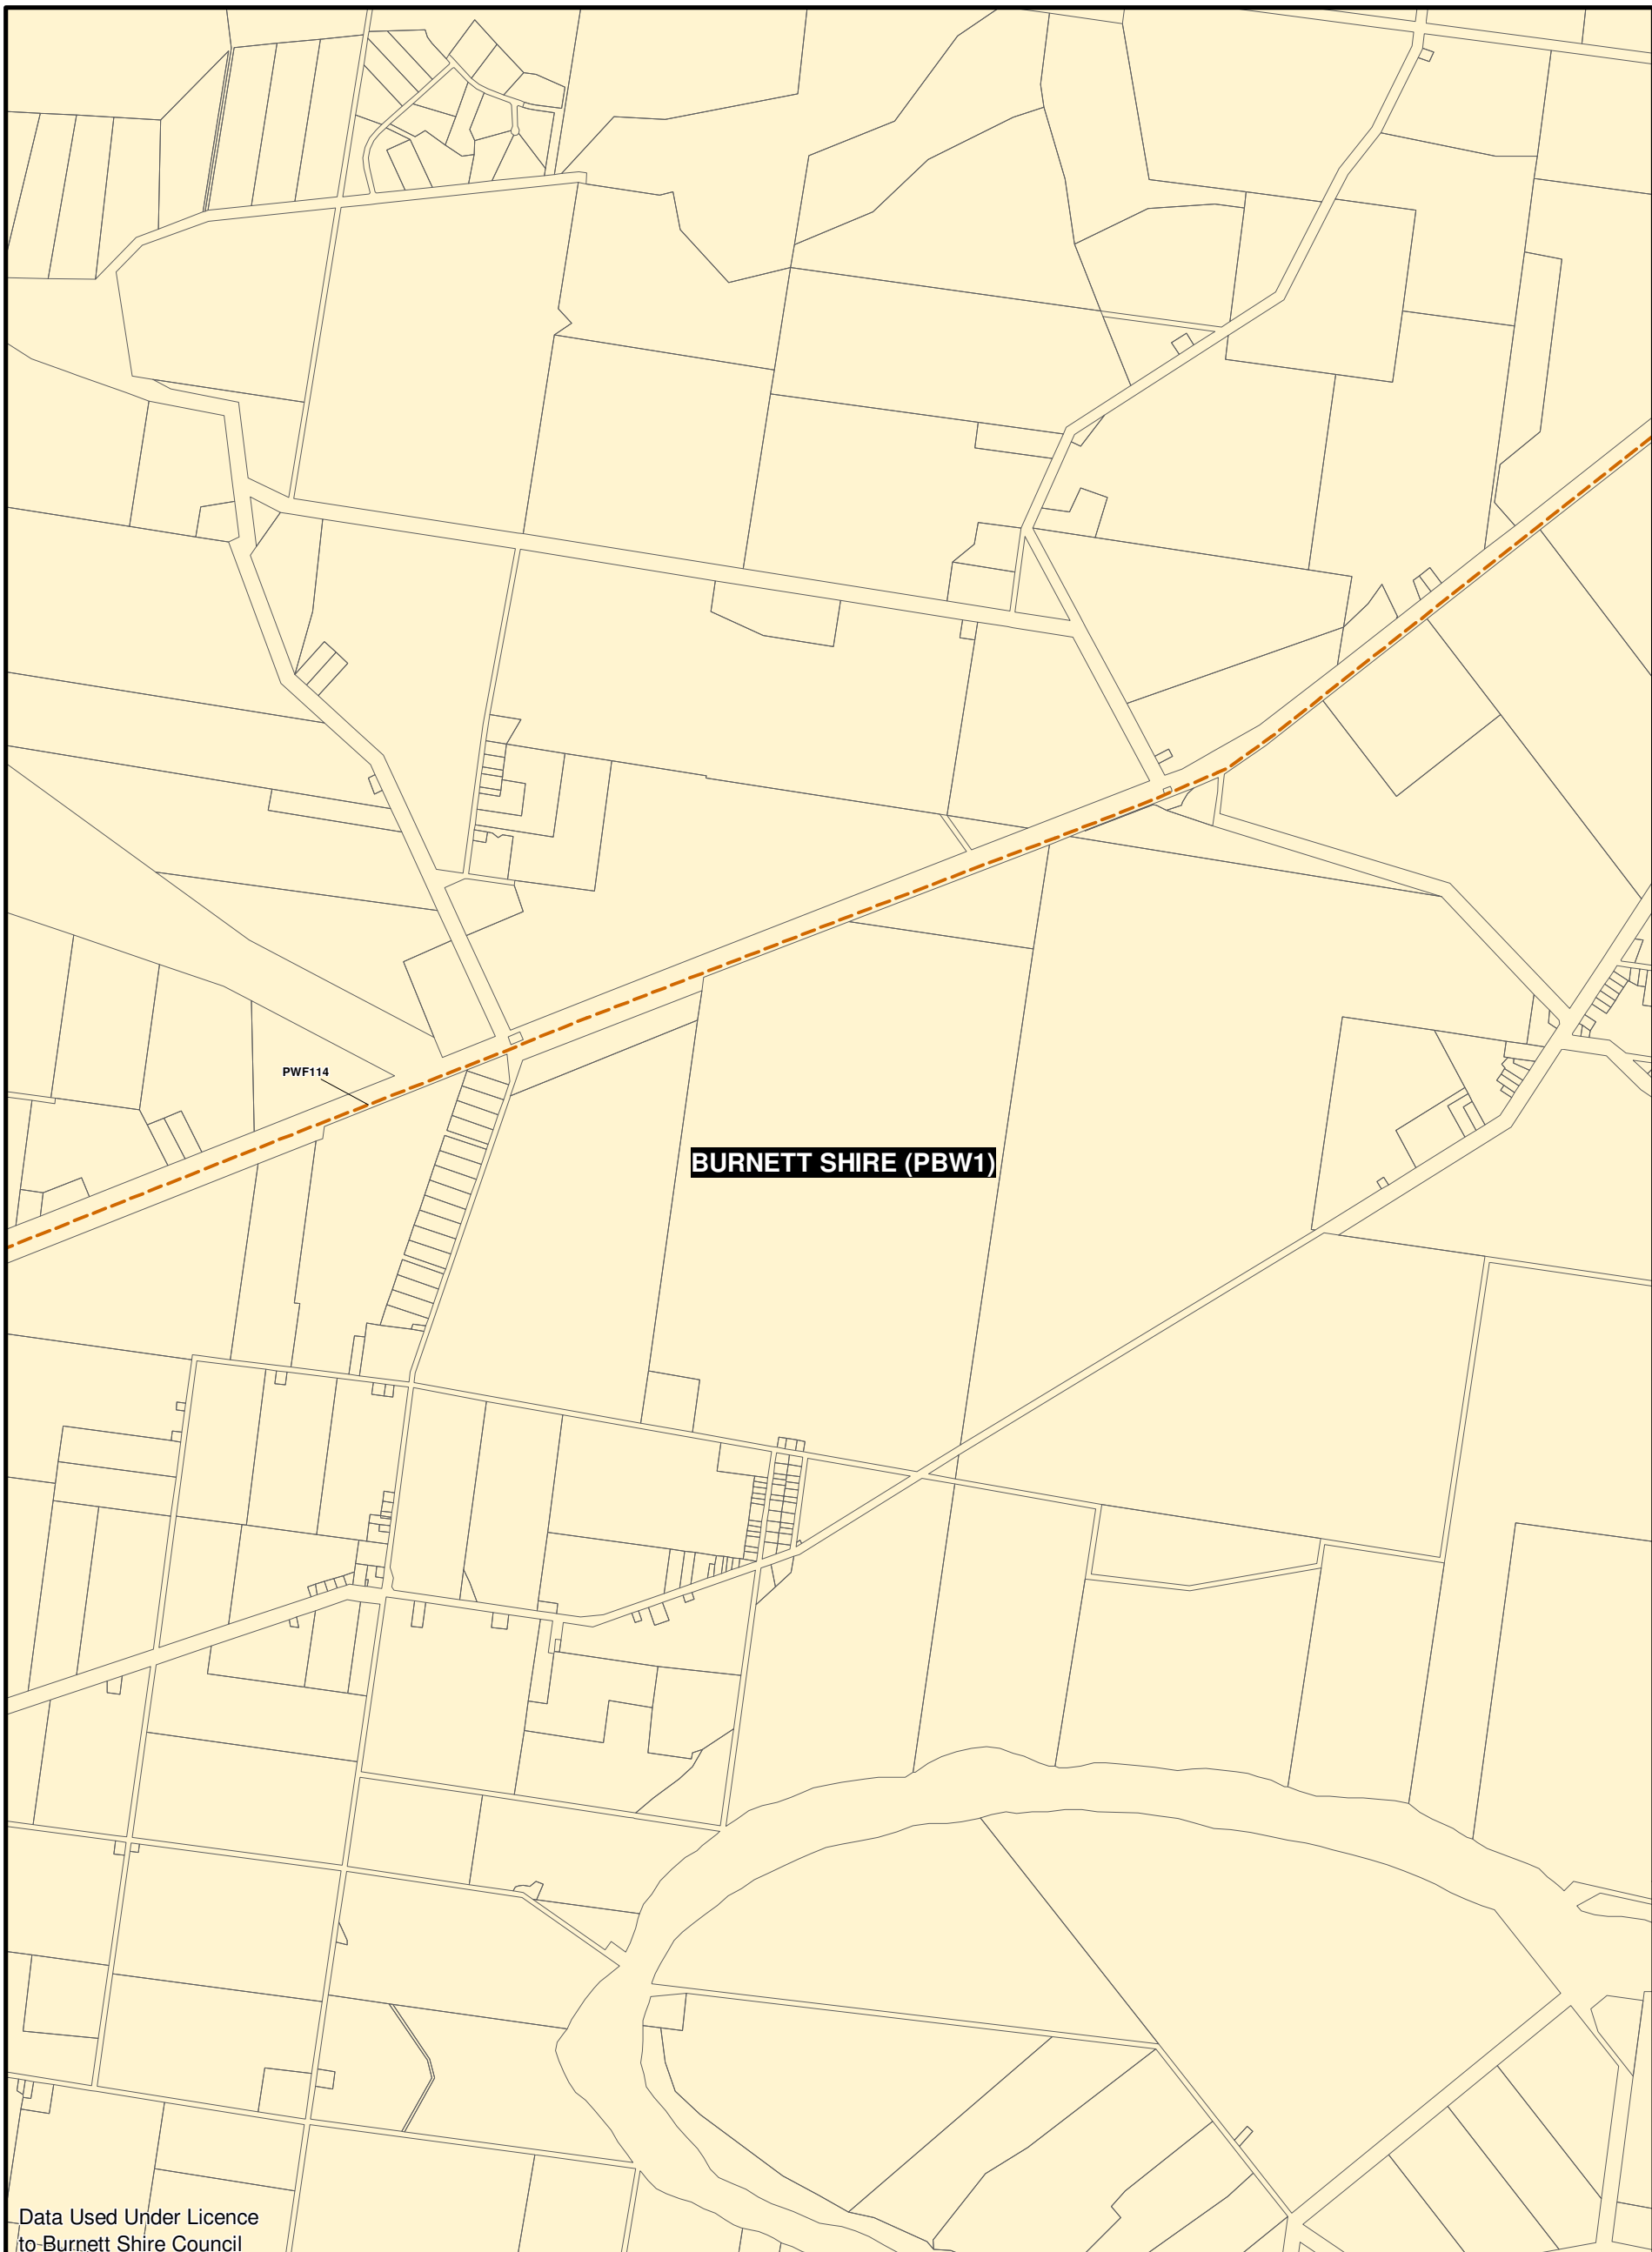 PWF114
BURNETT SHIRE (PBW1)
Data Used Under Licence
to Burnett Shire Council